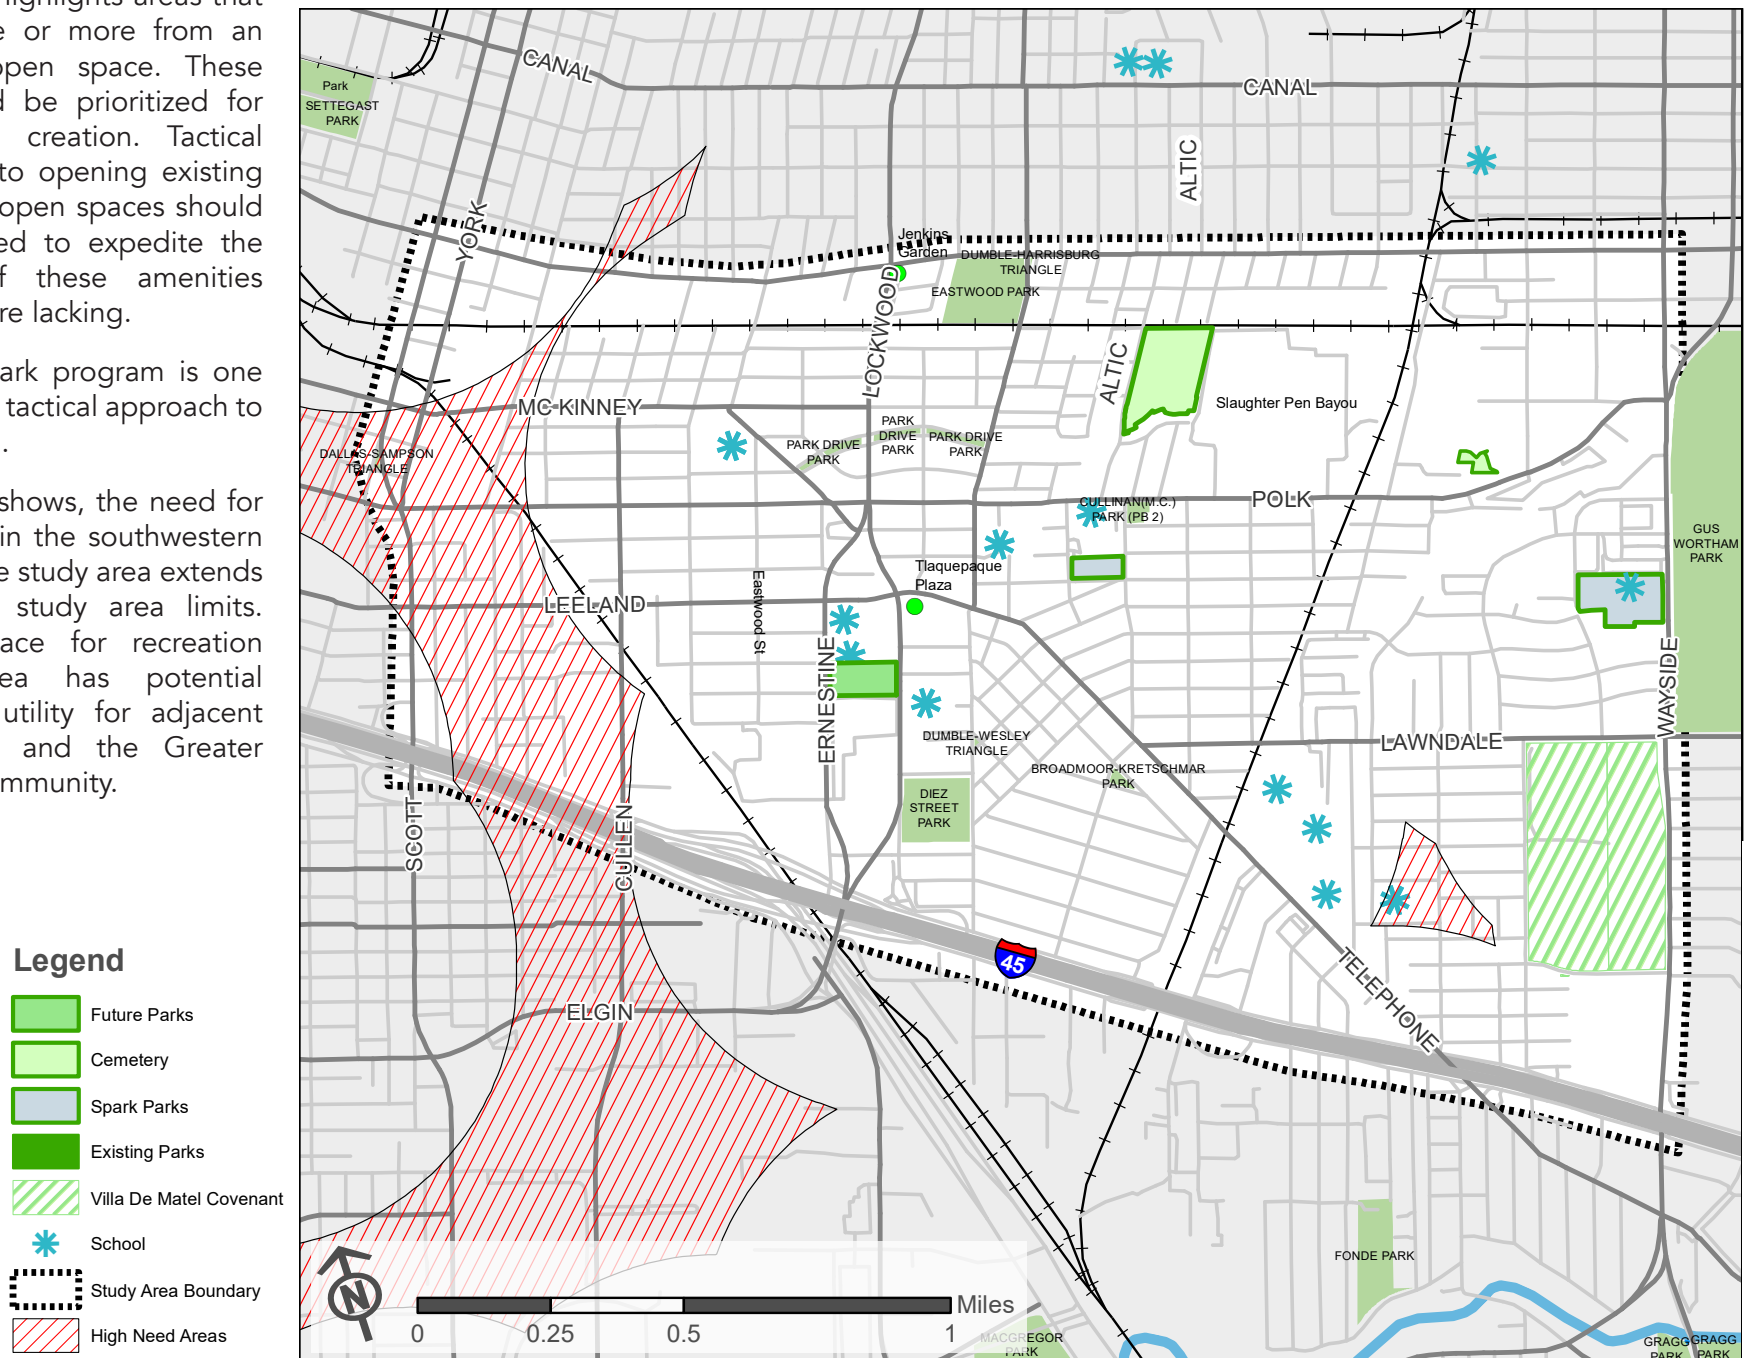 highlights areas that
or more from an
open space. These
be prioritized for
creation. Tactical
to opening existing
open spaces should
to expedite the
these amenities
lacking.
program is one
tactical approach to
shows, the need for
in the southwestern
study area extends
study area limits.
for recreation
has potential
utility for adjacent
and the Greater
Legend
Future Parks
Cemetery
Spark Parks
Existing Parks
Villa De Matel Covenant
School
Study Area Boundary
High Need Areas
CANAL
CANAL
Park
SETTEGAST
PARK
ALTIC
YORK
Jenkins
Garden
DUMBLE-HARRISBURG
TRIANGLE
EASTWOOD PARK
LOCKWOOD
ALTIC
MC KINNEY
Slaughter Pen Bayou
PARK DRIVE
PARK
PARK
DRIVE
PARK
PARK DRIVE
PARK
DALLAS-SAMPSON
TRIANGLE
CULLINAN(M.C.)
PARK (PB 2)
POLK
GUS
WORTHAM
PARK
Tlaquepaque
Plaza
LEELAND
Eastwood St
ERNESTINE
WAYSIDE
DUMBLE-WESLEY
TRIANGLE
LAWNDALE
BROADMOOR-KRETSCHMAR
PARK
DIEZ
STREET
PARK
SCOTT
CULLEN
45
TELEPHONE
ELGIN
FONDE PARK
N
Miles
0 0.25 0.5 1
MACGREGOR
PARK
GRAGG
PARK
GRAGG
PARK